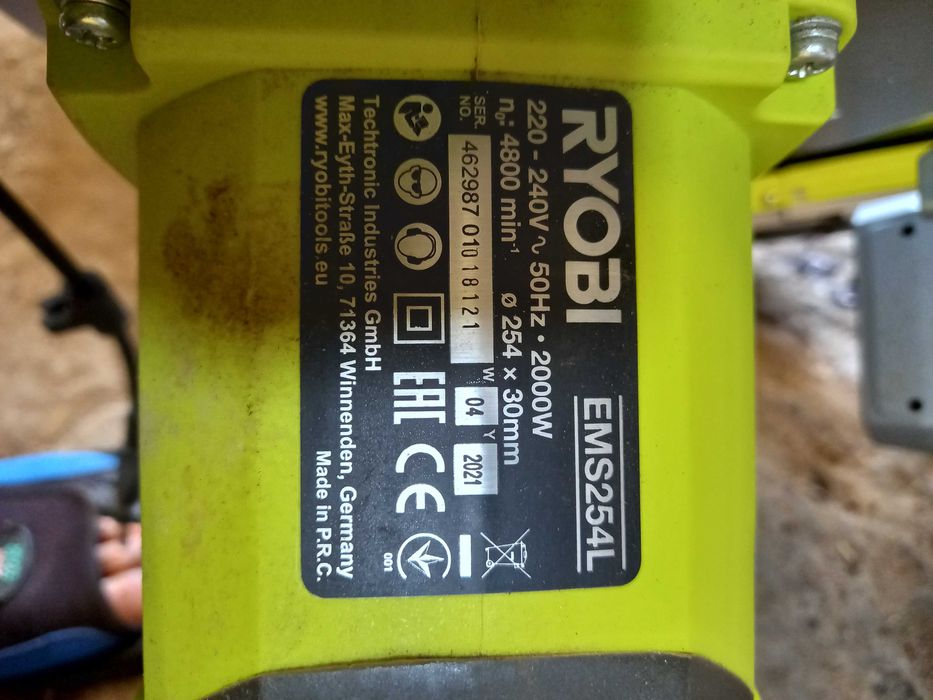 RYOBI EMS254L
220 - 240V ~ 50Hz • 2000W
n₀: 4800 min⁻¹ ø 254 x 30mm
SER. NO. 462987 010 18121 W 04 Y 2021
EAC CE 001
Techtronic Industries GmbH
Max-Eyth-Straße 10, 71364 Winnenden, Germany
www.ryobitools.eu Made in P.R.C.